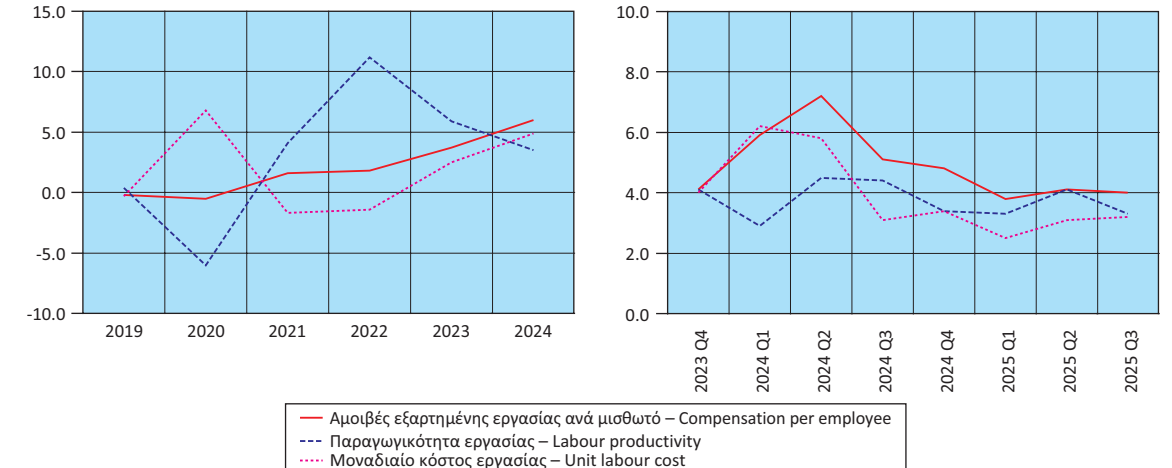 15.0
10.0
5.0
0.0
-5.0
-10.0
2019 2020 2021 2022 2023 2024
10.0
8.0
6.0
4.0
2.0
0.0
2023 Q4
2024 Q1
2024 Q2
2024 Q3
2024 Q4
2025 Q1
2025 Q2
2025 Q3
Αμοιβές εξαρτημένης εργασίας ανά μισθωτό – Compensation per employee
Παραγωγικότητα εργασίας – Labour productivity
Μοναδιαίο κόστος εργασίας – Unit labour cost